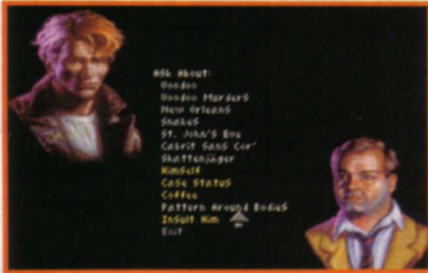 Ask About:
Voodoo
Voodoo Murders
New Orleans
Snakes
St. John's Eve
Cabrit Sans Cor'
Skattenjäger
Himself
Case Status
Coffee
Pattern Around Bodies
Insult Him
Exit